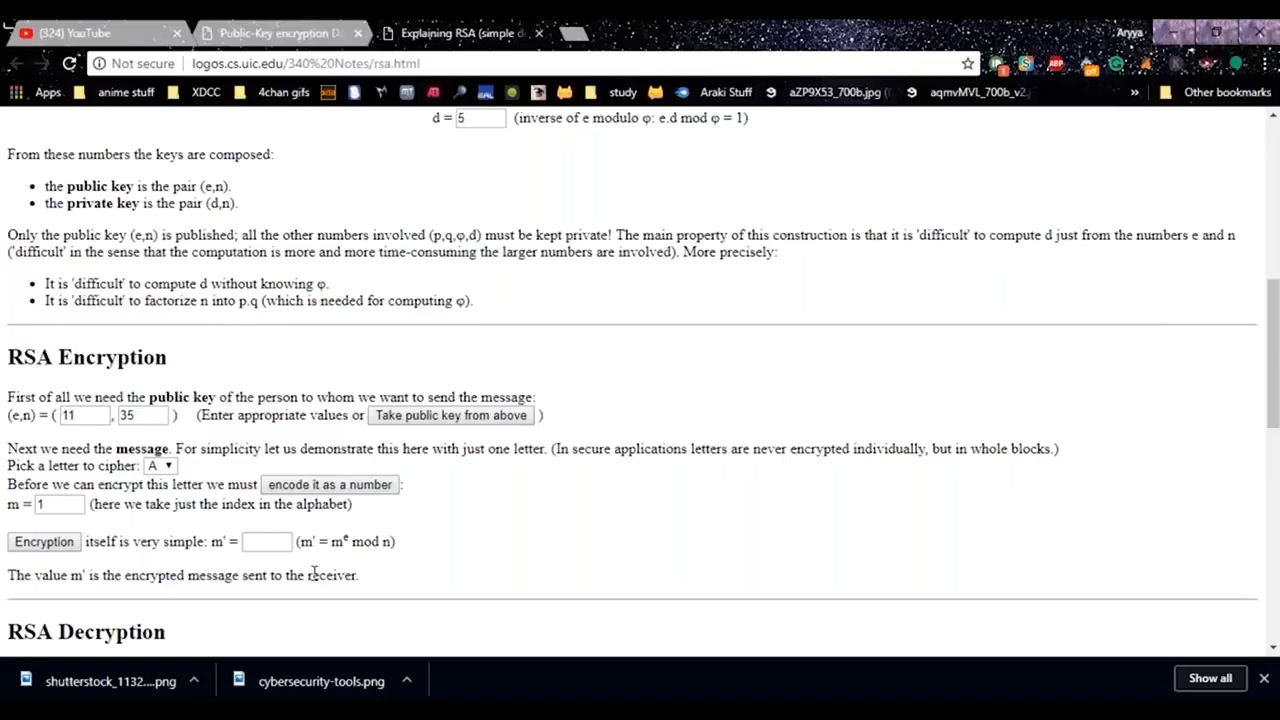 (324) YouTube
Public-Key encryption D
Explaining RSA (simple d
Aryya
Not secure
logos.cs.uic.edu/340%20Notes/rsa.html
Apps
anime stuff
XDCC
4chan gifs
study
Araki Stuff
aZP9X53_700b.jpg (
aqmvMVL_700b_v2.
»
Other bookmarks
d = 5 (inverse of e modulo φ: e.d mod φ = 1)
From these numbers the keys are composed:
• the public key is the pair (e,n).
• the private key is the pair (d,n).
Only the public key (e,n) is published; all the other numbers involved (p,q,φ,d) must be kept private! The main property of this construction is that it is 'difficult' to compute d just from the numbers e and n
('difficult' in the sense that the computation is more and more time-consuming the larger numbers are involved). More precisely:
• It is 'difficult' to compute d without knowing φ.
• It is 'difficult' to factorize n into p.q (which is needed for computing φ).
RSA Encryption
First of all we need the public key of the person to whom we want to send the message:
(e,n) = ( 11 , 35 ) (Enter appropriate values or Take public key from above )
Next we need the message. For simplicity let us demonstrate this here with just one letter. (In secure applications letters are never encrypted individually, but in whole blocks.)
Pick a letter to cipher: A
Before we can encrypt this letter we must encode it as a number :
m = 1 (here we take just the index in the alphabet)
Encryption itself is very simple: m' = (m' = m^e mod n)
The value m' is the encrypted message sent to the receiver.
RSA Decryption
shutterstock_1132....png
cybersecurity-tools.png
Show all